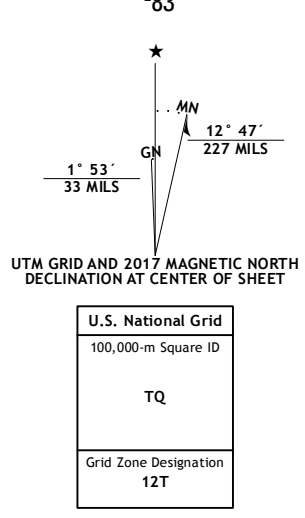 ⁻83
★
MN
GN
12° 47´
227 MILS
1° 53´
33 MILS
UTM GRID AND 2017 MAGNETIC NORTH
DECLINATION AT CENTER OF SHEET
U.S. National Grid
100,000-m Square ID
TQ
Grid Zone Designation
12T